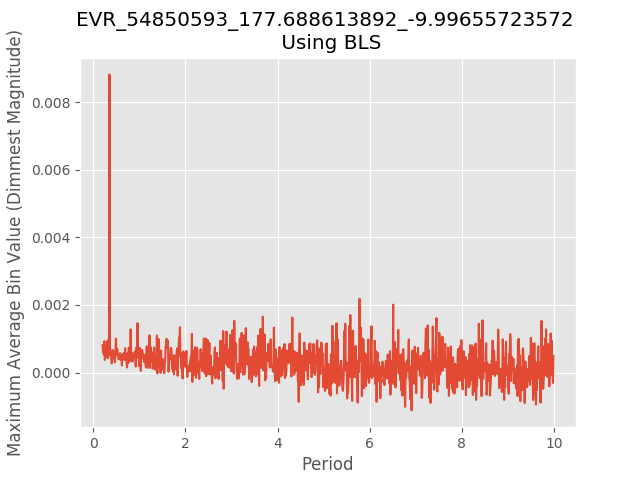 EVR_54850593_177.688613892_-9.99655723572
Using BLS
Maximum Average Bin Value (Dimmest Magnitude)
0.008
0.006
0.004
0.002
0.000
0
2
4
6
8
10
Period